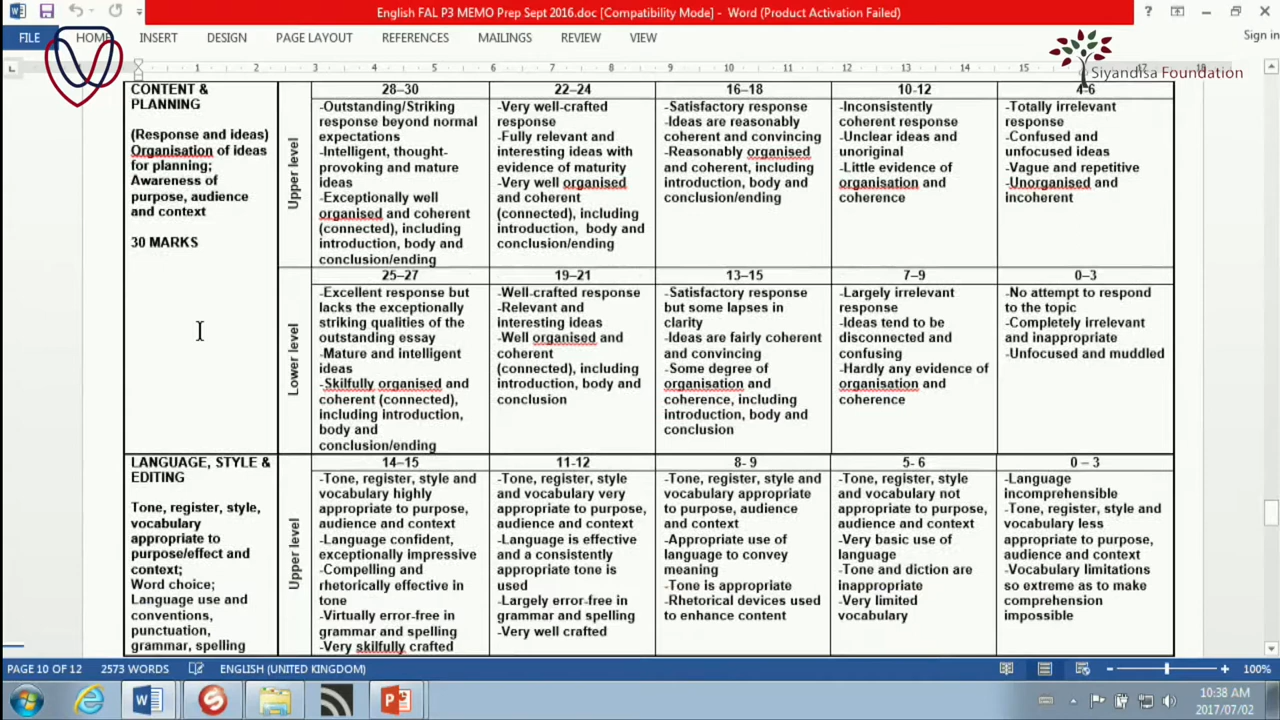 English FAL P3 MEMO Prep Sept 2016.doc [Compatibility Mode] - Word (Product Activation Failed)
FILE HOME INSERT DESIGN PAGE LAYOUT REFERENCES MAILINGS REVIEW VIEW Sign in
Siyandisa Foundation
1 2 3 4 5 6 7 8 9 10 11 12 13 14 15 16 17 18
CONTENT &
PLANNING
(Response and ideas)
Organisation of ideas
for planning;
Awareness of
purpose, audience
and context
30 MARKS
Upper level
28–30
-Outstanding/Striking
response beyond normal
expectations
-Intelligent, thought-
provoking and mature
ideas
-Exceptionally well
organised and coherent
(connected), including
introduction, body and
conclusion/ending
22–24
-Very well-crafted
response
-Fully relevant and
interesting ideas with
evidence of maturity
-Very well organised
and coherent
(connected), including
introduction, body and
conclusion/ending
16–18
-Satisfactory response
-Ideas are reasonably
coherent and convincing
-Reasonably organised
and coherent, including
introduction, body and
conclusion/ending
10-12
-Inconsistently
coherent response
-Unclear ideas and
unoriginal
-Little evidence of
organisation and
coherence
4-6
-Totally irrelevant
response
-Confused and
unfocused ideas
-Vague and repetitive
-Unorganised and
incoherent
Lower level
25–27
-Excellent response but
lacks the exceptionally
striking qualities of the
outstanding essay
-Mature and intelligent
ideas
-Skilfully organised and
coherent (connected),
including introduction,
body and
conclusion/ending
19–21
-Well-crafted response
-Relevant and
interesting ideas
-Well organised and
coherent
(connected), including
introduction, body and
conclusion
13–15
-Satisfactory response
but some lapses in
clarity
-Ideas are fairly coherent
and convincing
-Some degree of
organisation and
coherence, including
introduction, body and
conclusion
7–9
-Largely irrelevant
response
-Ideas tend to be
disconnected and
confusing
-Hardly any evidence of
organisation and
coherence
0–3
-No attempt to respond
to the topic
-Completely irrelevant
and inappropriate
-Unfocused and muddled
LANGUAGE, STYLE &
EDITING
Tone, register, style,
vocabulary
appropriate to
purpose/effect and
context;
Word choice;
Language use and
conventions,
punctuation,
grammar, spelling
Upper level
14–15
-Tone, register, style and
vocabulary highly
appropriate to purpose,
audience and context
-Language confident,
exceptionally impressive
-Compelling and
rhetorically effective in
tone
-Virtually error-free in
grammar and spelling
-Very skilfully crafted
11-12
-Tone, register, style
and vocabulary very
appropriate to purpose,
audience and context
-Language is effective
and a consistently
appropriate tone is
used
-Largely error-free in
grammar and spelling
-Very well crafted
8- 9
-Tone, register, style and
vocabulary appropriate
to purpose, audience
and context
-Appropriate use of
language to convey
meaning
-Tone is appropriate
-Rhetorical devices used
to enhance content
5- 6
-Tone, register, style
and vocabulary not
appropriate to purpose,
audience and context
-Very basic use of
language
-Tone and diction are
inappropriate
-Very limited
vocabulary
0 – 3
-Language
incomprehensible
-Tone, register, style and
vocabulary less
appropriate to purpose,
audience and context
-Vocabulary limitations
so extreme as to make
comprehension
impossible
PAGE 10 OF 12 2573 WORDS ENGLISH (UNITED KINGDOM) 100%
10:38 AM
2017/07/02